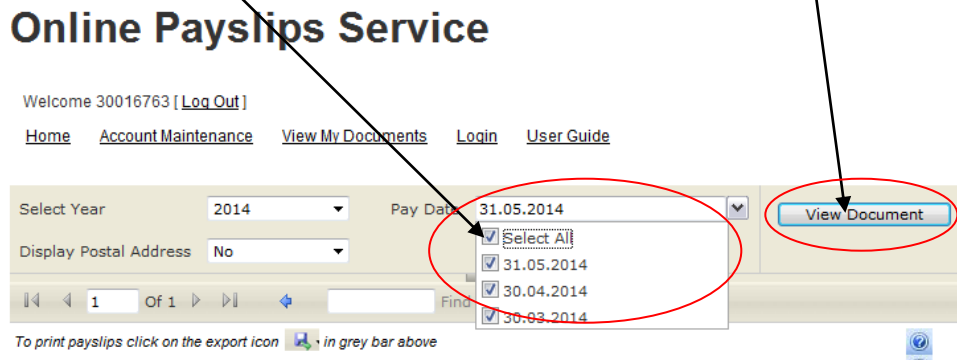 Online Payslips Service
Welcome 30016763 [ Log Out ]
Home Account Maintenance View My Documents Login User Guide
Select Year 2014 Pay Date 31.05.2014 View Document
Select All
Display Postal Address No
31.05.2014
30.04.2014
1 Of 1 Find
30.03.2014
To print payslips click on the export icon in grey bar above